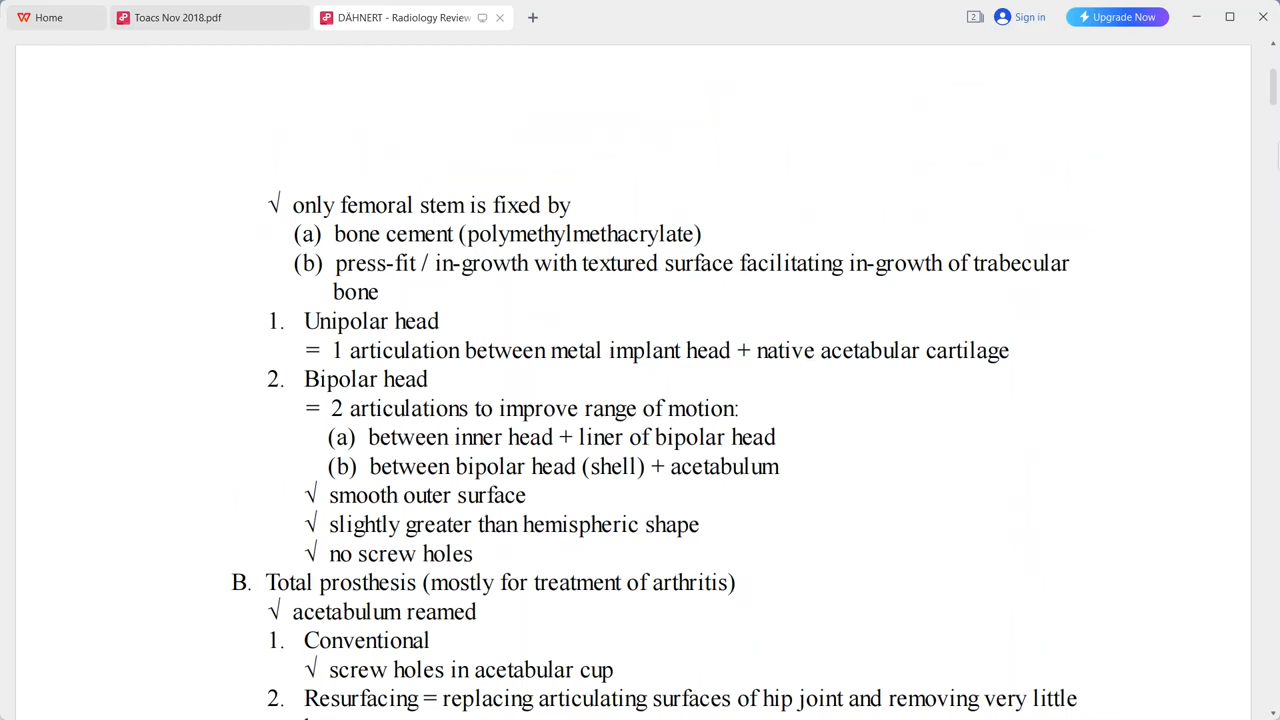 Home
Toacs Nov 2018.pdf
DÄHNERT - Radiology Review
2
Sign in
Upgrade Now
√ only femoral stem is fixed by
(a) bone cement (polymethylmethacrylate)
(b) press-fit / in-growth with textured surface facilitating in-growth of trabecular
bone
1. Unipolar head
= 1 articulation between metal implant head + native acetabular cartilage
2. Bipolar head
= 2 articulations to improve range of motion:
(a) between inner head + liner of bipolar head
(b) between bipolar head (shell) + acetabulum
√ smooth outer surface
√ slightly greater than hemispheric shape
√ no screw holes
B. Total prosthesis (mostly for treatment of arthritis)
√ acetabulum reamed
1. Conventional
√ screw holes in acetabular cup
2. Resurfacing = replacing articulating surfaces of hip joint and removing very little